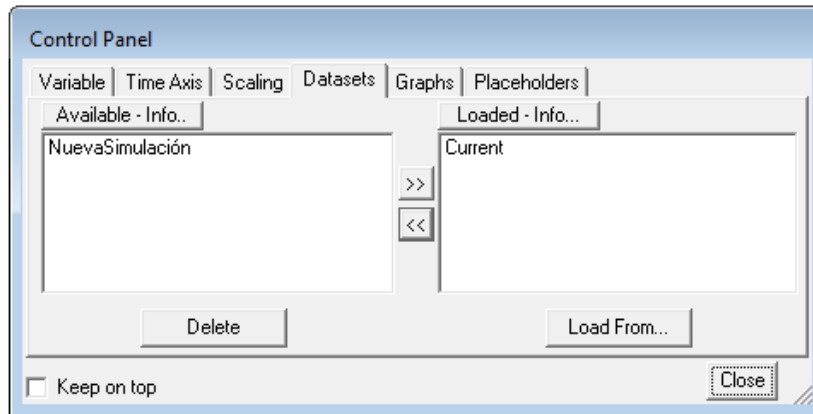 Control Panel
Variable Time Axis Scaling Datasets Graphs Placeholders
Available - Info.. Loaded - Info...
NuevaSimulación Current
>>
<<
Delete Load From...
Keep on top Close